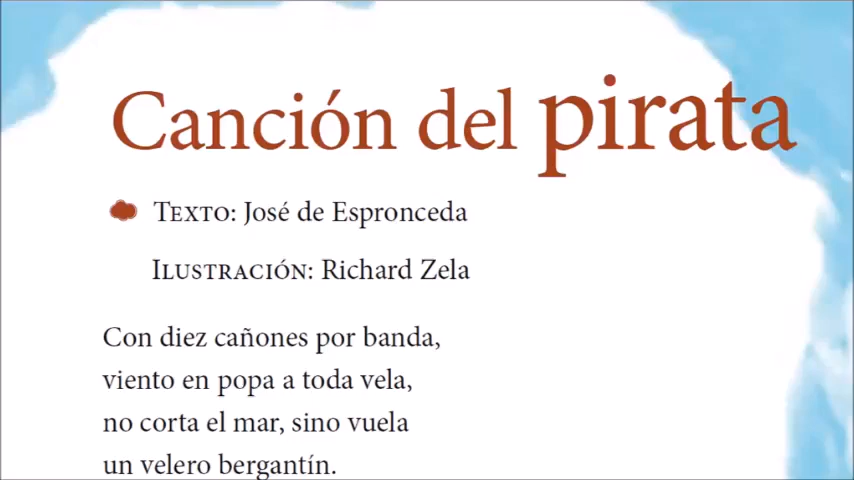 Canción del pirata
TEXTO: José de Espronceda
ILUSTRACIÓN: Richard Zela
Con diez cañones por banda,
viento en popa a toda vela,
no corta el mar, sino vuela
un velero bergantín.